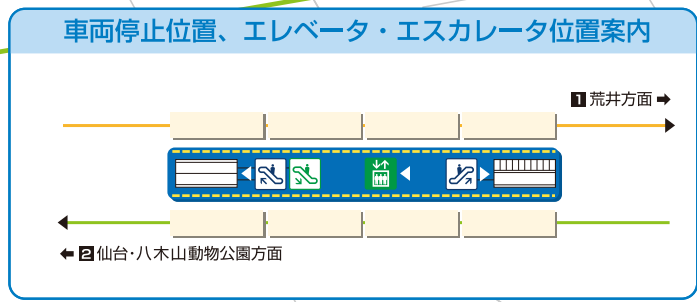 車両停止位置、エレベータ・エスカレータ位置案内
1 荒井方面 ➡
⬅ 2 仙台・八木山動物公園方面